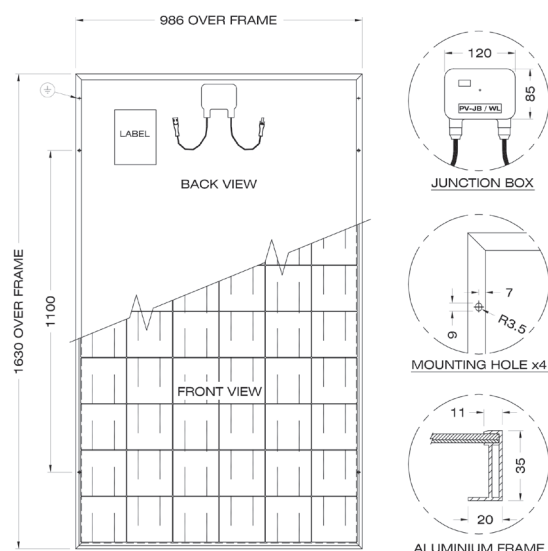 986 OVER FRAME
LABEL
BACK VIEW
1630 OVER FRAME
1100
FRONT VIEW
120
85
PV-JB / WL
JUNCTION BOX
7
9
R3.5
MOUNTING HOLE x4
11
35
20
ALUMINIUM FRAME